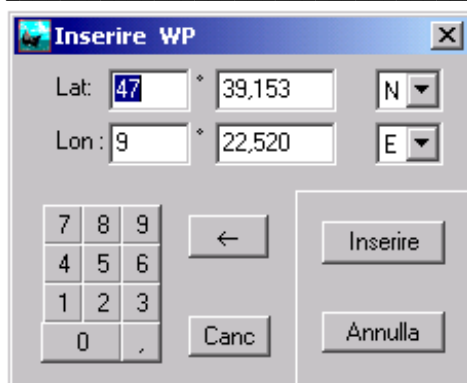 Inserire WP
Lat: 47 ° 39,153 N
Lon : 9 ° 22,520 E
7 8 9 ←
4 5 6 Inserire
1 2 3
0 , Canc Annulla